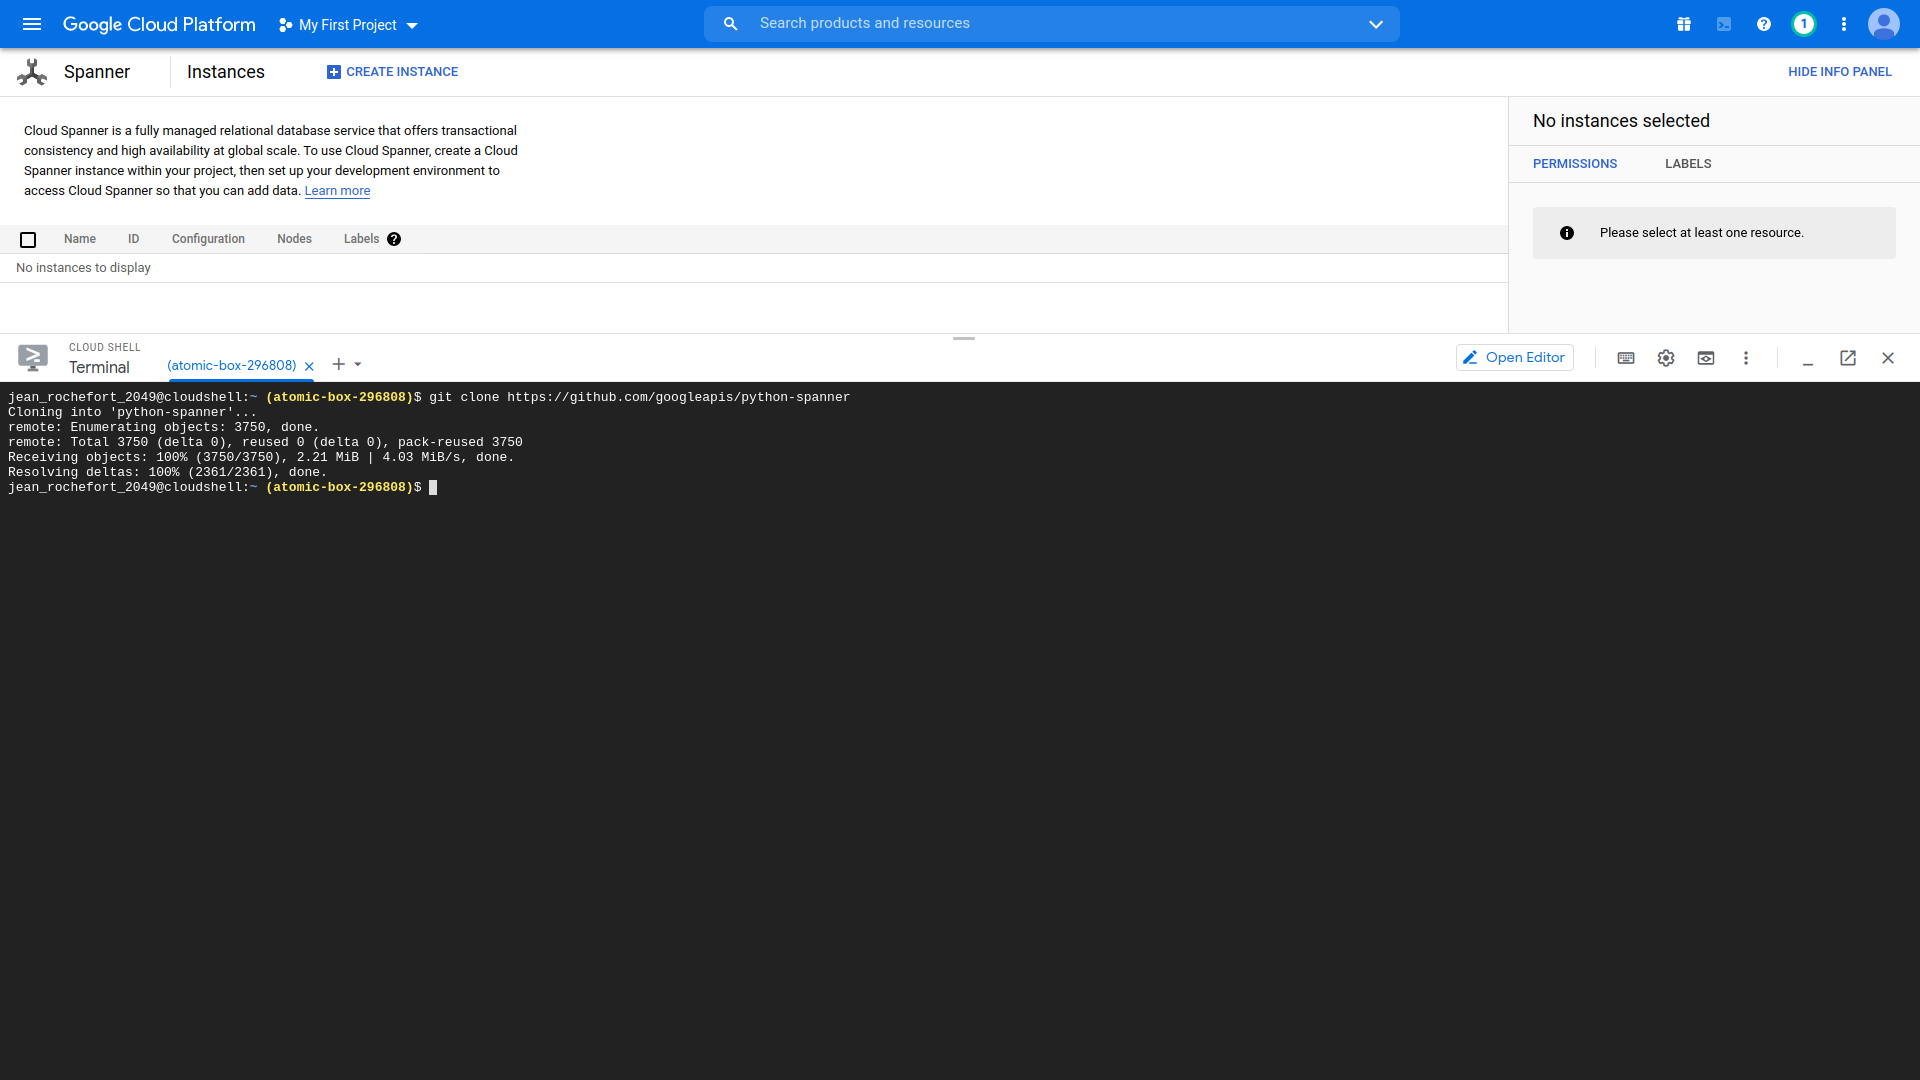 Google Cloud Platform
My First Project
Search products and resources
1
Spanner
Instances
CREATE INSTANCE
HIDE INFO PANEL
Cloud Spanner is a fully managed relational database service that offers transactional
consistency and high availability at global scale. To use Cloud Spanner, create a Cloud
Spanner instance within your project, then set up your development environment to
access Cloud Spanner so that you can add data. Learn more
Name ID Configuration Nodes Labels
No instances to display
No instances selected
PERMISSIONS LABELS
Please select at least one resource.
CLOUD SHELL
Terminal
(atomic-box-296808)
Open Editor
jean_rochefort_2049@cloudshell:~ (atomic-box-296808)$ git clone https://github.com/googleapis/python-spanner
Cloning into 'python-spanner'...
remote: Enumerating objects: 3750, done.
remote: Total 3750 (delta 0), reused 0 (delta 0), pack-reused 3750
Receiving objects: 100% (3750/3750), 2.21 MiB | 4.03 MiB/s, done.
Resolving deltas: 100% (2361/2361), done.
jean_rochefort_2049@cloudshell:~ (atomic-box-296808)$